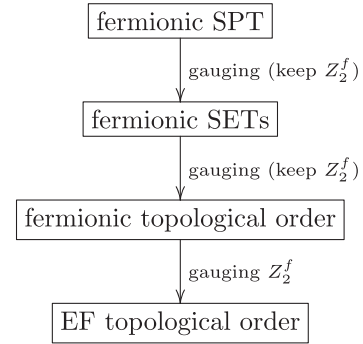 fermionic SPT
gauging (keep $Z_2^f$)
fermionic SETs
gauging (keep $Z_2^f$)
fermionic topological order
gauging $Z_2^f$
EF topological order